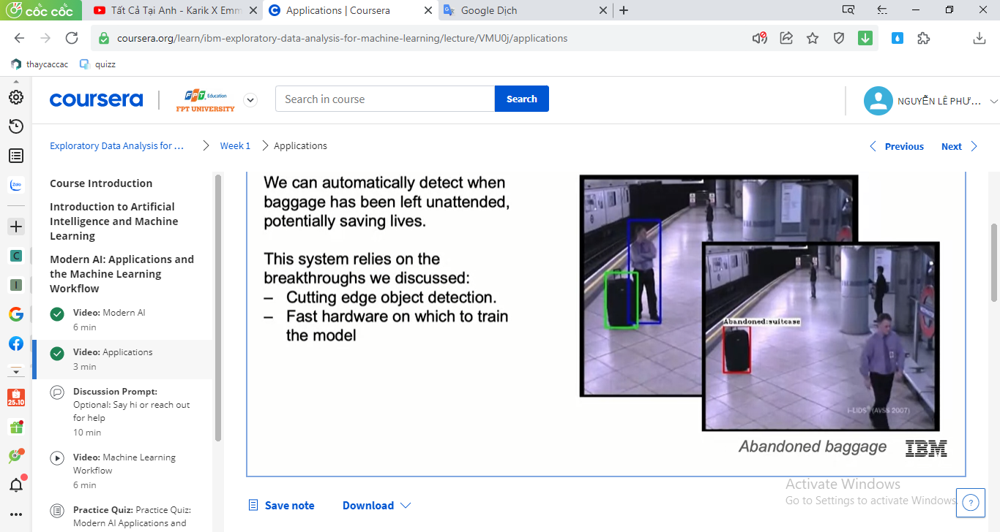 cốc cốc
Tất Cả Tại Anh - Karik X Emm
Applications | Coursera
Google Dịch
coursera.org/learn/ibm-exploratory-data-analysis-for-machine-learning/lecture/VMU0j/applications
thaycaccac
quizz
coursera
FPT Education
FPT UNIVERSITY
Search in course
Search
NGUYỄN LÊ PHƯ...
Exploratory Data Analysis for ...
Week 1
Applications
Previous
Next
Zalo
C
I
25.10
Course Introduction
Introduction to Artificial
Intelligence and Machine
Learning
Modern AI: Applications and
the Machine Learning
Workflow
Video: Modern AI
6 min
Video: Applications
3 min
Discussion Prompt:
Optional: Say hi or reach out
for help
10 min
Video: Machine Learning
Workflow
6 min
Practice Quiz: Practice Quiz:
Modern AI Applications and
We can automatically detect when
baggage has been left unattended,
potentially saving lives.
This system relies on the
breakthroughs we discussed:
– Cutting edge object detection.
– Fast hardware on which to train
the model
Abandoned:suitcase
i-LIDS (AVSS 2007)
Abandoned baggage
IBM
Save note
Download
Activate Windows
Go to Settings to activate Windows.
?